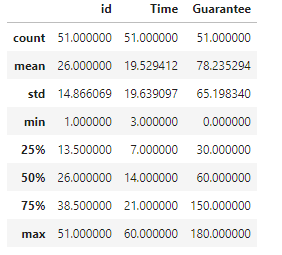 id Time Guarantee
count 51.000000 51.000000 51.000000
mean 26.000000 19.529412 78.235294
std 14.866069 19.639097 65.198340
min 1.000000 3.000000 0.000000
25% 13.500000 7.000000 30.000000
50% 26.000000 14.000000 60.000000
75% 38.500000 21.000000 150.000000
max 51.000000 60.000000 180.000000